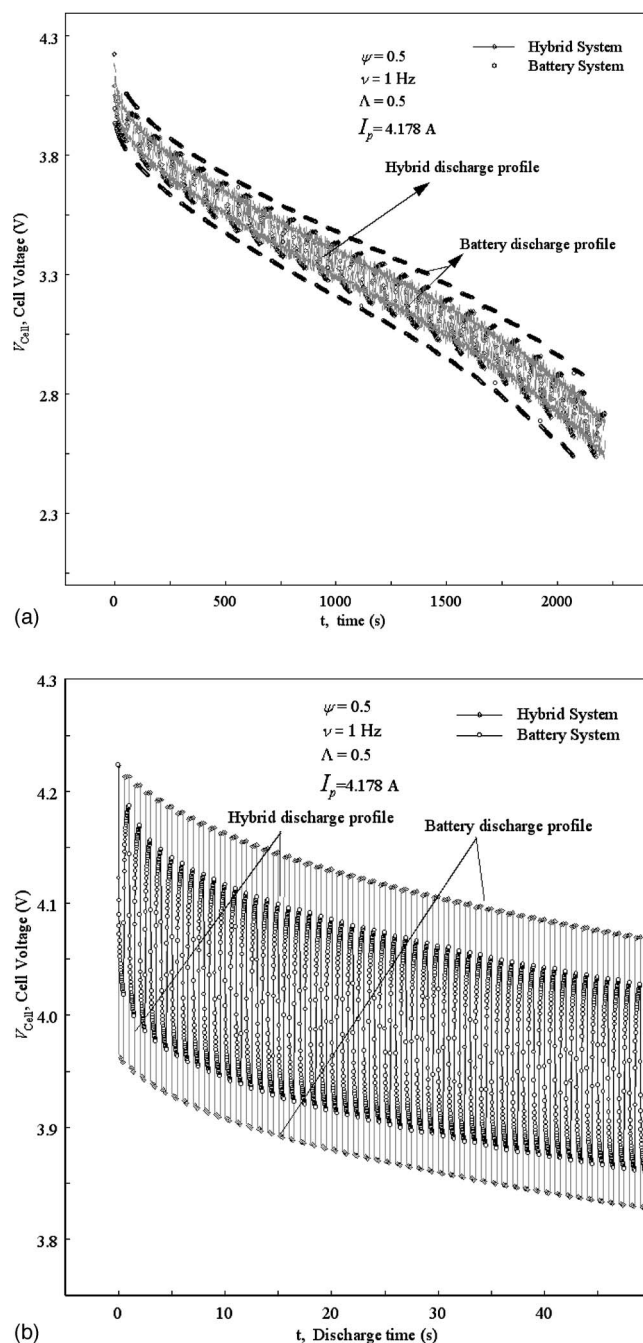 4.3
Hybrid System
Battery System
ψ = 0.5
ν = 1 Hz
Λ = 0.5
I_p=4.178 A
3.8
Hybrid discharge profile
Battery discharge profile
3.3
V_Cell, Cell Voltage (V)
2.8
2.3
0 500 1000 1500 2000
t, time (s)
(a)
4.3
Hybrid System
Battery System
ψ = 0.5
ν = 1 Hz
Λ = 0.5
I_p=4.178 A
4.2
Hybrid discharge profile
Battery discharge profile
4.1
V_Cell, Cell Voltage (V)
4.0
3.9
3.8
0 10 20 30 40
t, Discharge time (s)
(b)